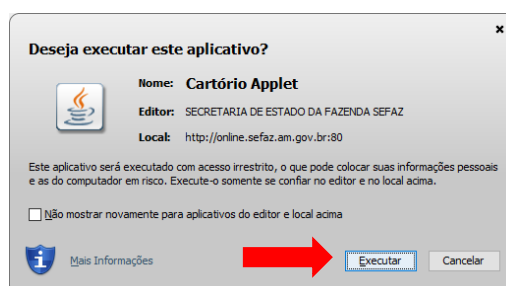 Deseja executar este aplicativo?
Nome: Cartório Applet
Editor: SECRETARIA DE ESTADO DA FAZENDA SEFAZ
Local: http://online.sefaz.am.gov.br:80
Este aplicativo será executado com acesso irrestrito, o que pode colocar suas informações pessoais
e as do computador em risco. Execute-o somente se confiar no editor e no local acima.
Não mostrar novamente para aplicativos do editor e local acima
Mais Informações
Executar
Cancelar